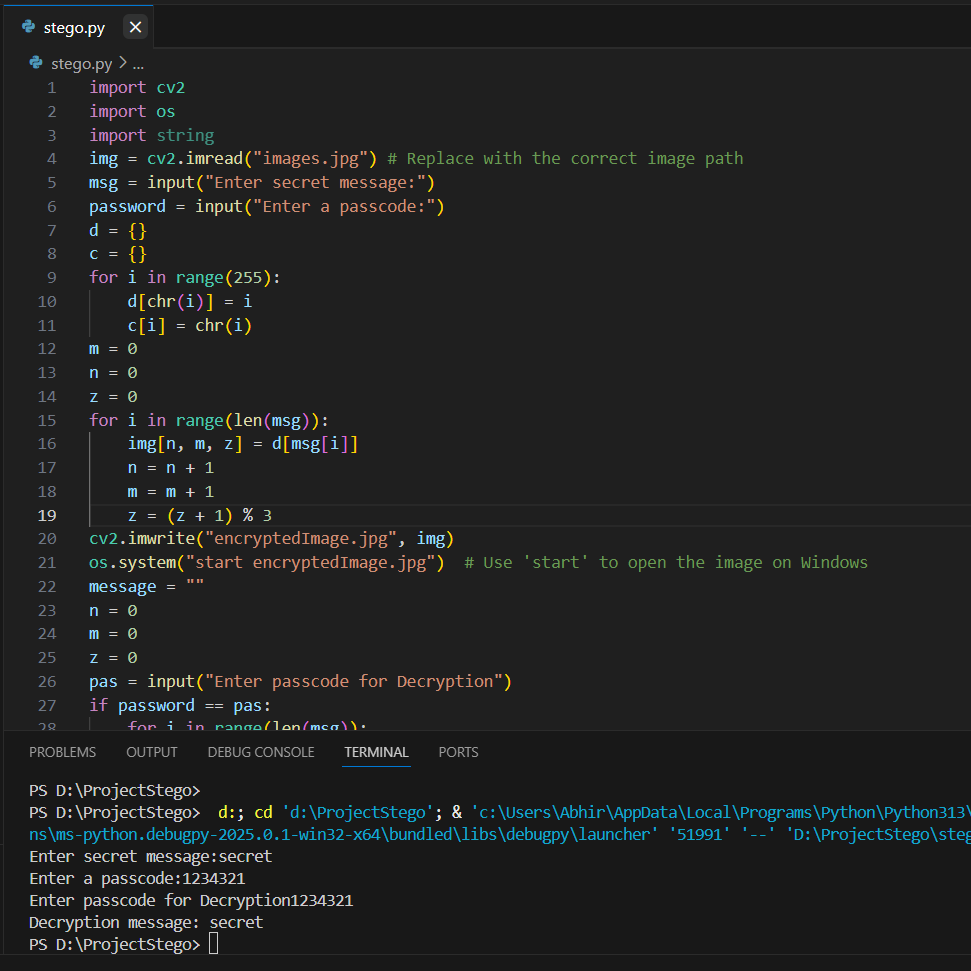 stego.py ×
stego.py > ...
1 import cv2
2 import os
3 import string
4 img = cv2.imread("images.jpg") # Replace with the correct image path
5 msg = input("Enter secret message:")
6 password = input("Enter a passcode:")
7 d = {}
8 c = {}
9 for i in range(255):
10 d[chr(i)] = i
11 c[i] = chr(i)
12 m = 0
13 n = 0
14 z = 0
15 for i in range(len(msg)):
16 img[n, m, z] = d[msg[i]]
17 n = n + 1
18 m = m + 1
19 z = (z + 1) % 3
20 cv2.imwrite("encryptedImage.jpg", img)
21 os.system("start encryptedImage.jpg")  # Use 'start' to open the image on Windows
22 message = ""
23 n = 0
24 m = 0
25 z = 0
26 pas = input("Enter passcode for Decryption")
27 if password == pas:
28 for i in range(len(msg)):
PROBLEMS OUTPUT DEBUG CONSOLE TERMINAL PORTS
PS D:\ProjectStego>
PS D:\ProjectStego>  d:; cd 'd:\ProjectStego'; & 'c:\Users\Abhir\AppData\Local\Programs\Python\Python313\
ns\ms-python.debugpy-2025.0.1-win32-x64\bundled\libs\debugpy\launcher' '51991' '--' 'D:\ProjectStego\steg
Enter secret message:secret
Enter a passcode:1234321
Enter passcode for Decryption1234321
Decryption message: secret
PS D:\ProjectStego>